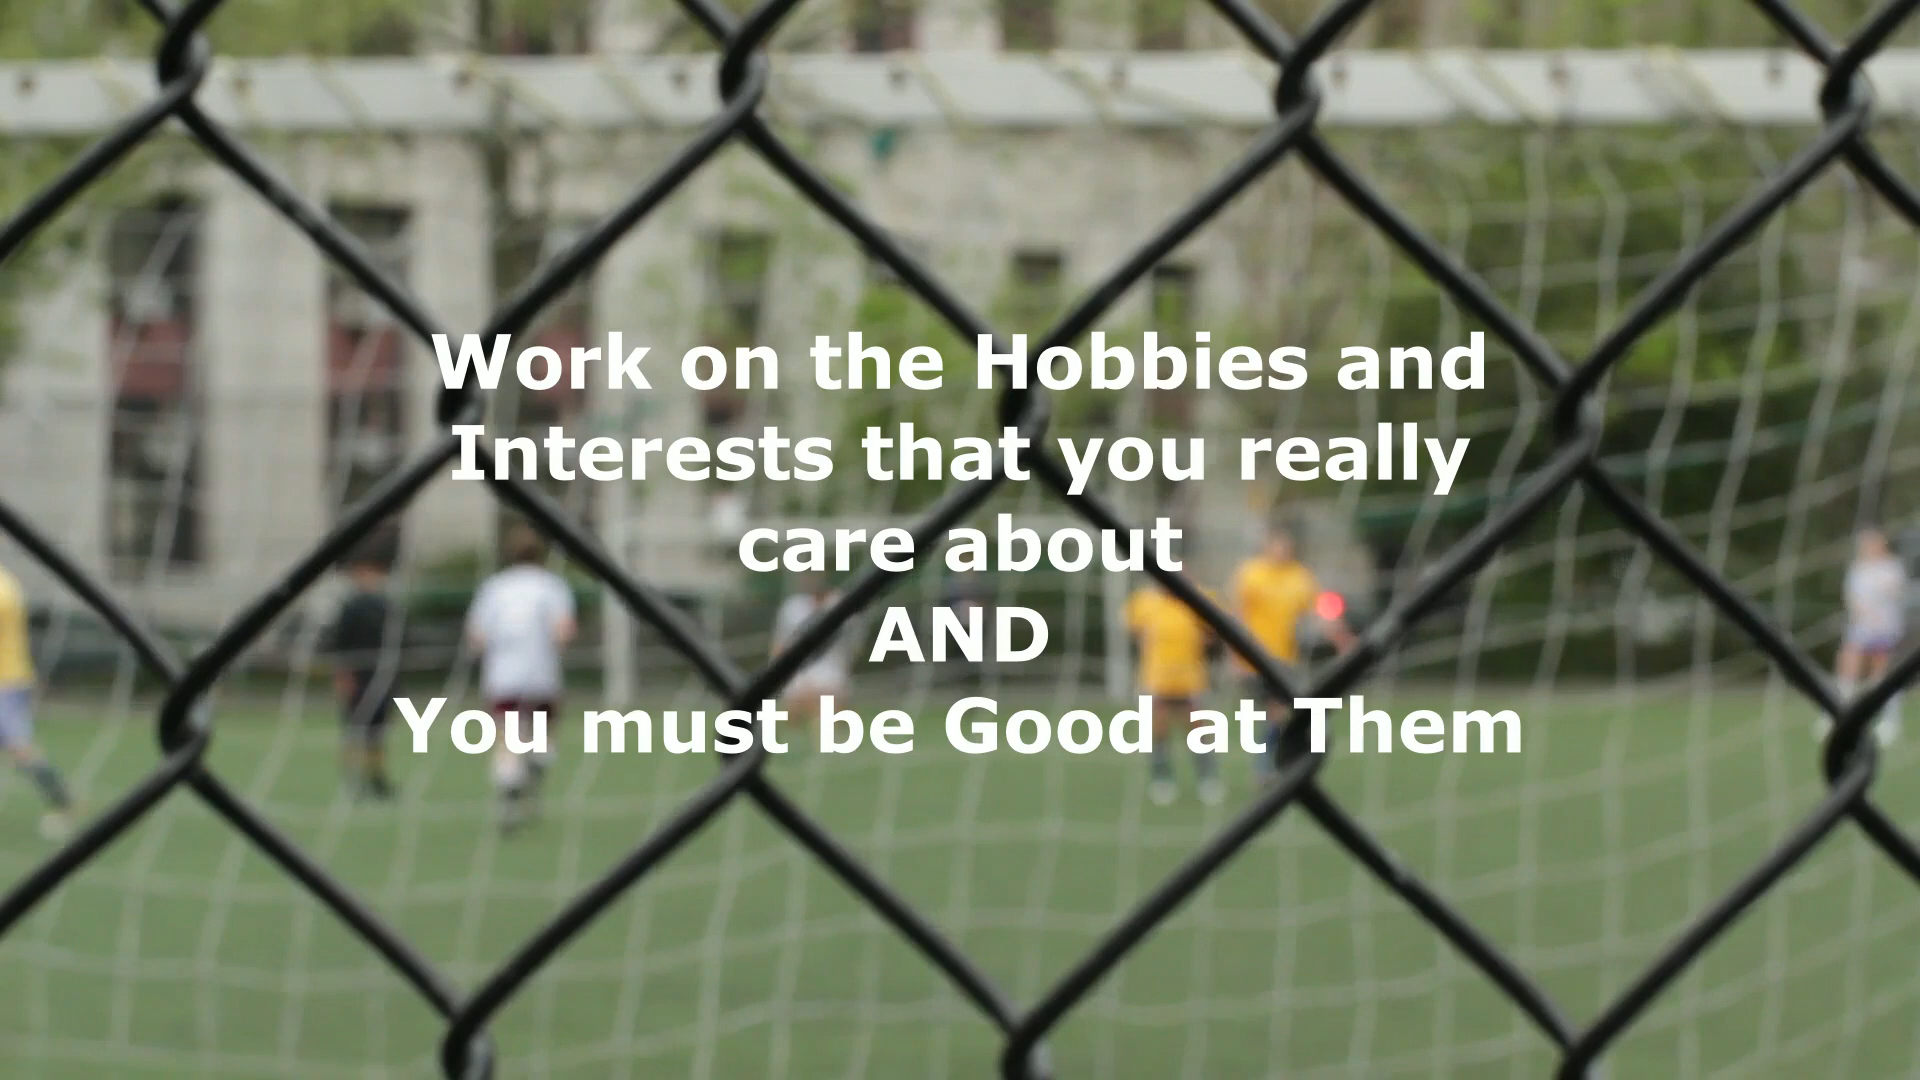 Work on the Hobbies and
Interests that you really
care about
AND
You must be Good at Them